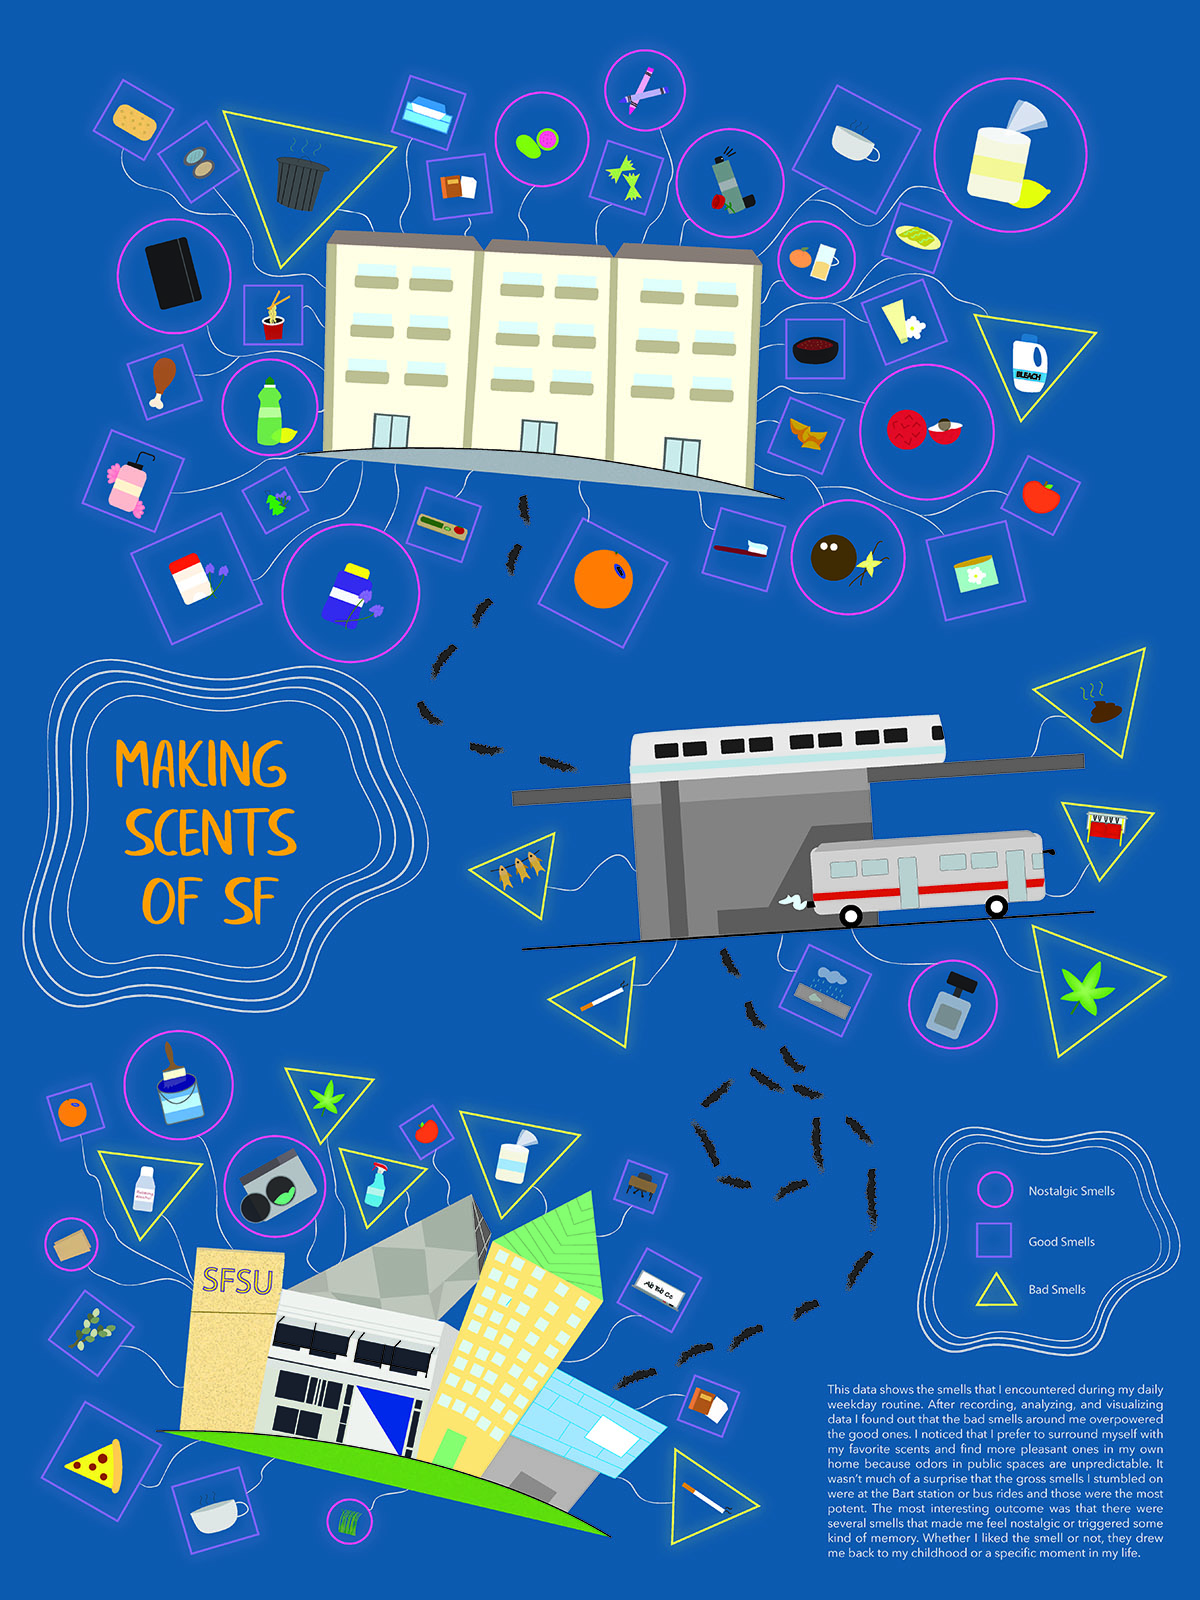 BLEACH
MAKING
SCENTS
OF SF
SFSU
Ab Bb Cc
Nostalgic Smells
Good Smells
Bad Smells
This data shows the smells that I encountered during my daily
weekday routine. After recording, analyzing, and visualizing
data I found out that the bad smells around me overpowered
the good ones. I noticed that I prefer to surround myself with
my favorite scents and find more pleasant ones in my own
home because odors in public spaces are unpredictable. It
wasn't much of a surprise that the gross smells I stumbled on
were at the Bart station or bus rides and those were the most
potent. The most interesting outcome was that there were
several smells that made me feel nostalgic or triggered some
kind of memory. Whether I liked the smell or not, they drew
me back to my childhood or a specific moment in my life.